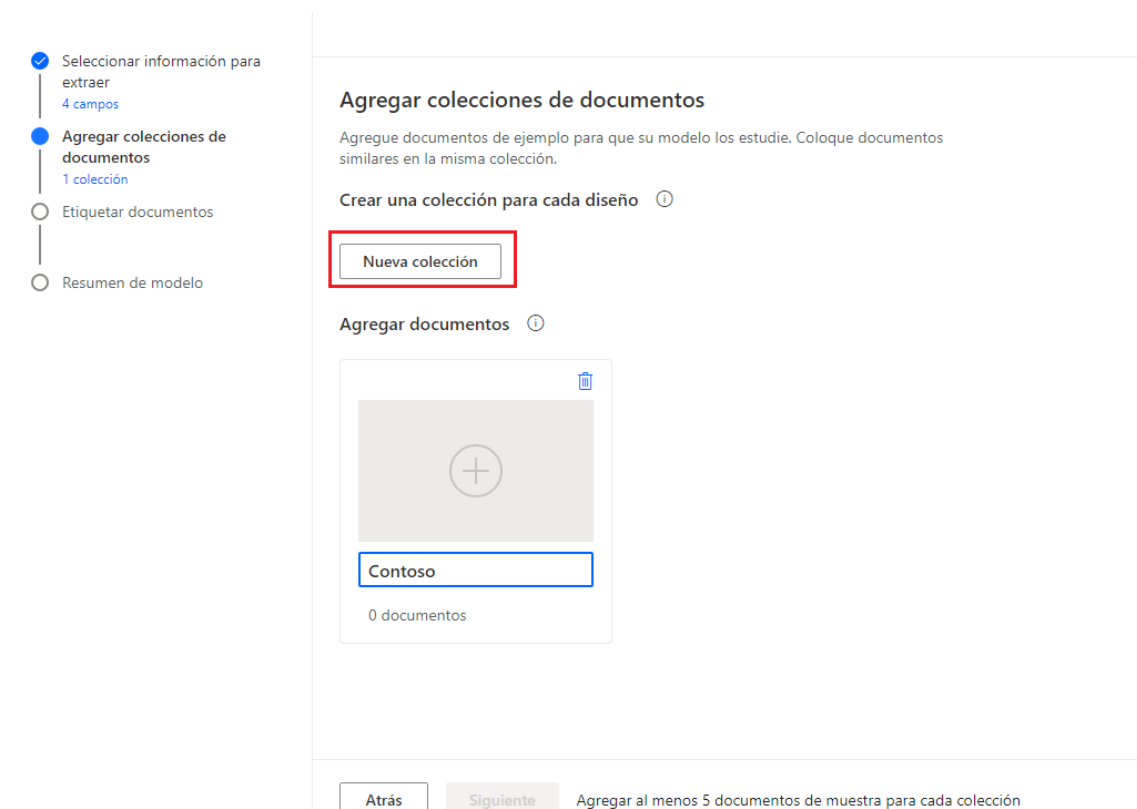 Seleccionar información para
extraer
4 campos
Agregar colecciones de
documentos
1 colección
Etiquetar documentos
Resumen de modelo
Agregar colecciones de documentos
Agregue documentos de ejemplo para que su modelo los estudie. Coloque documentos
similares en la misma colección.
Crear una colección para cada diseño
Nueva colección
Agregar documentos
Contoso
0 documentos
Atrás
Siguiente
Agregar al menos 5 documentos de muestra para cada colección